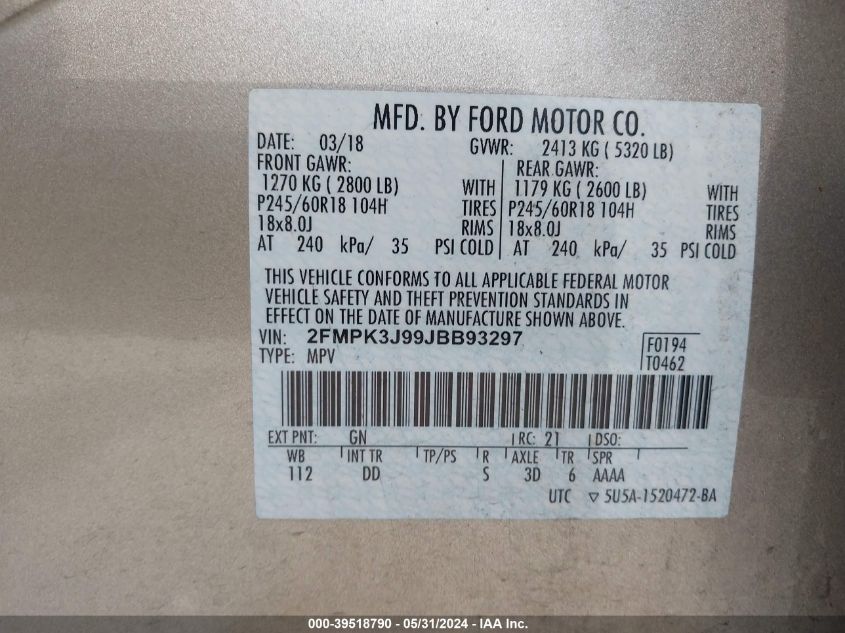 MFD. BY FORD MOTOR CO.
DATE: 03/18 GVWR: 2413 KG ( 5320 LB)
FRONT GAWR: REAR GAWR:
1270 KG ( 2800 LB) WITH 1179 KG ( 2600 LB) WITH
P245/60R18 104H TIRES P245/60R18 104H TIRES
18x8.0J RIMS 18x8.0J RIMS
AT 240 kPa/ 35 PSI COLD AT 240 kPa/ 35 PSI COLD
THIS VEHICLE CONFORMS TO ALL APPLICABLE FEDERAL MOTOR
VEHICLE SAFETY AND THEFT PREVENTION STANDARDS IN
EFFECT ON THE DATE OF MANUFACTURE SHOWN ABOVE.
VIN: 2FMPK3J99JBB93297 F0194
TYPE: MPV T0462
EXT PNT: GN RC: 21 DSO:
WB INT TR TP/PS R AXLE TR SPR
112 DD S 3D 6 AAAA
UTC ▽ 5U5A-1520472-BA
000-39518790 - 05/31/2024 - IAA Inc.